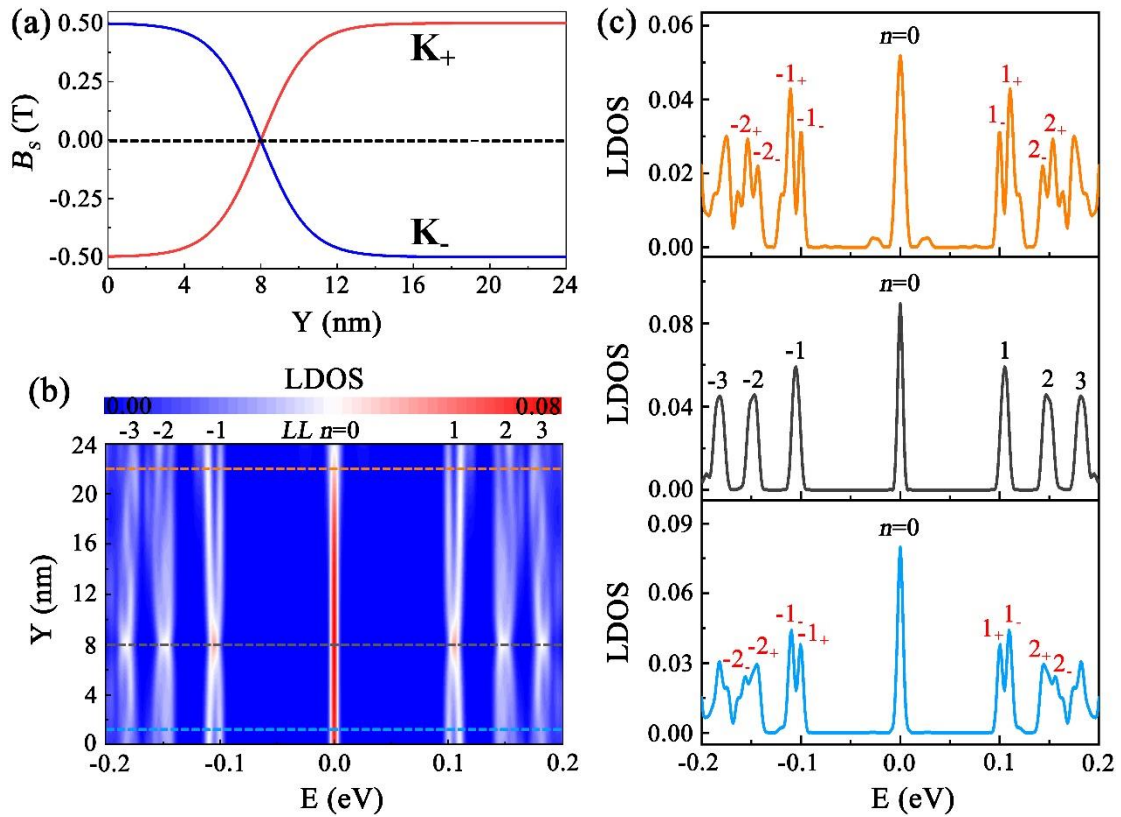 (a)
B_s (T)
0.50
0.25
0.00
-0.25
-0.50
K+
K-
0 4 8 12 16 20 24
Y (nm)
(b)
LDOS
0.00 0.08
-3 -2 -1 LL n=0 1 2 3
Y (nm)
24
20
16
12
8
4
0
-0.2 -0.1 0.0 0.1 0.2
E (eV)
(c)
LDOS
0.06
0.04
0.02
0.00
n=0
-1+ 1+
-2+ -2- -1- 1- 2- 2+
LDOS
0.08
0.04
0.00
n=0
-3 -2 -1 1 2 3
LDOS
0.09
0.06
0.03
0.00
n=0
-1- 1-
-2- -2+ -1+ 1+ 2+ 2-
-0.2 -0.1 0.0 0.1 0.2
E (eV)